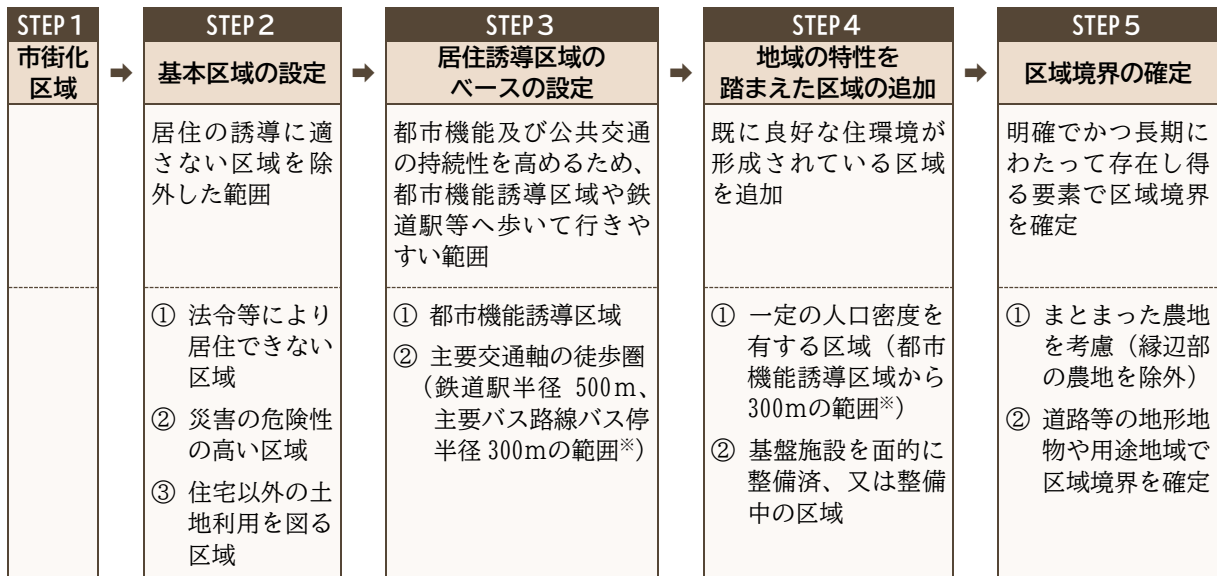 STEP 1
市街化
区域
➡
STEP 2
基本区域の設定
居住の誘導に適
さない区域を除
外した範囲
① 法令等により
居住できない
区域
② 災害の危険性
の高い区域
③ 住宅以外の土
地利用を図る
区域
➡
STEP 3
居住誘導区域の
ベースの設定
都市機能及び公共交通
の持続性を高めるため、
都市機能誘導区域や鉄
道駅等へ歩いて行きや
すい範囲
① 都市機能誘導区域
② 主要交通軸の徒歩圏
（鉄道駅半径 500ｍ、
主要バス路線バス停
半径 300ｍの範囲※）
➡
STEP 4
地域の特性を
踏まえた区域の追加
既に良好な住環境が
形成されている区域
を追加
① 一定の人口密度を
有する区域（都市
機能誘導区域から
300ｍの範囲※）
② 基盤施設を面的に
整備済、又は整備
中の区域
➡
STEP 5
区域境界の確定
明確でかつ長期に
わたって存在し得
る要素で区域境界
を確定
① まとまった農地
を考慮（縁辺部
の農地を除外）
② 道路等の地形地
物や用途地域で
区域境界を確定